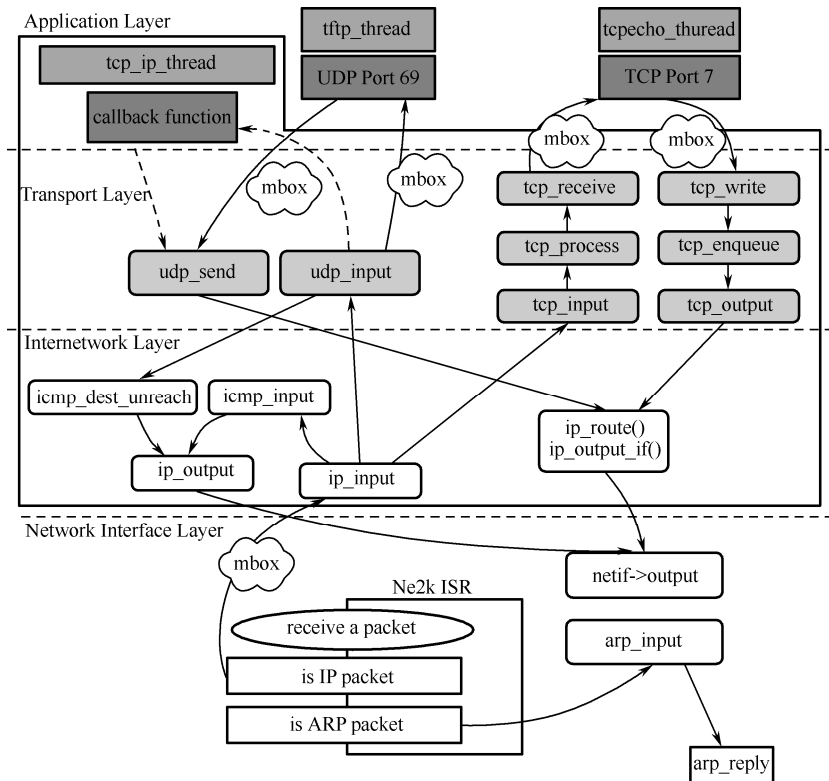 Application Layer
tftp_thread
tcpecho_thuread
tcp_ip_thread
UDP Port 69
TCP Port 7
callback function
mbox
mbox
mbox
mbox
Transport Layer
tcp_receive
tcp_write
udp_send
udp_input
tcp_process
tcp_enqueue
tcp_input
tcp_output
Internetwork Layer
icmp_dest_unreach
icmp_input
ip_route()
ip_output_if()
ip_output
ip_input
Network Interface Layer
mbox
netif->output
Ne2k ISR
receive a packet
arp_input
is IP packet
is ARP packet
arp_reply